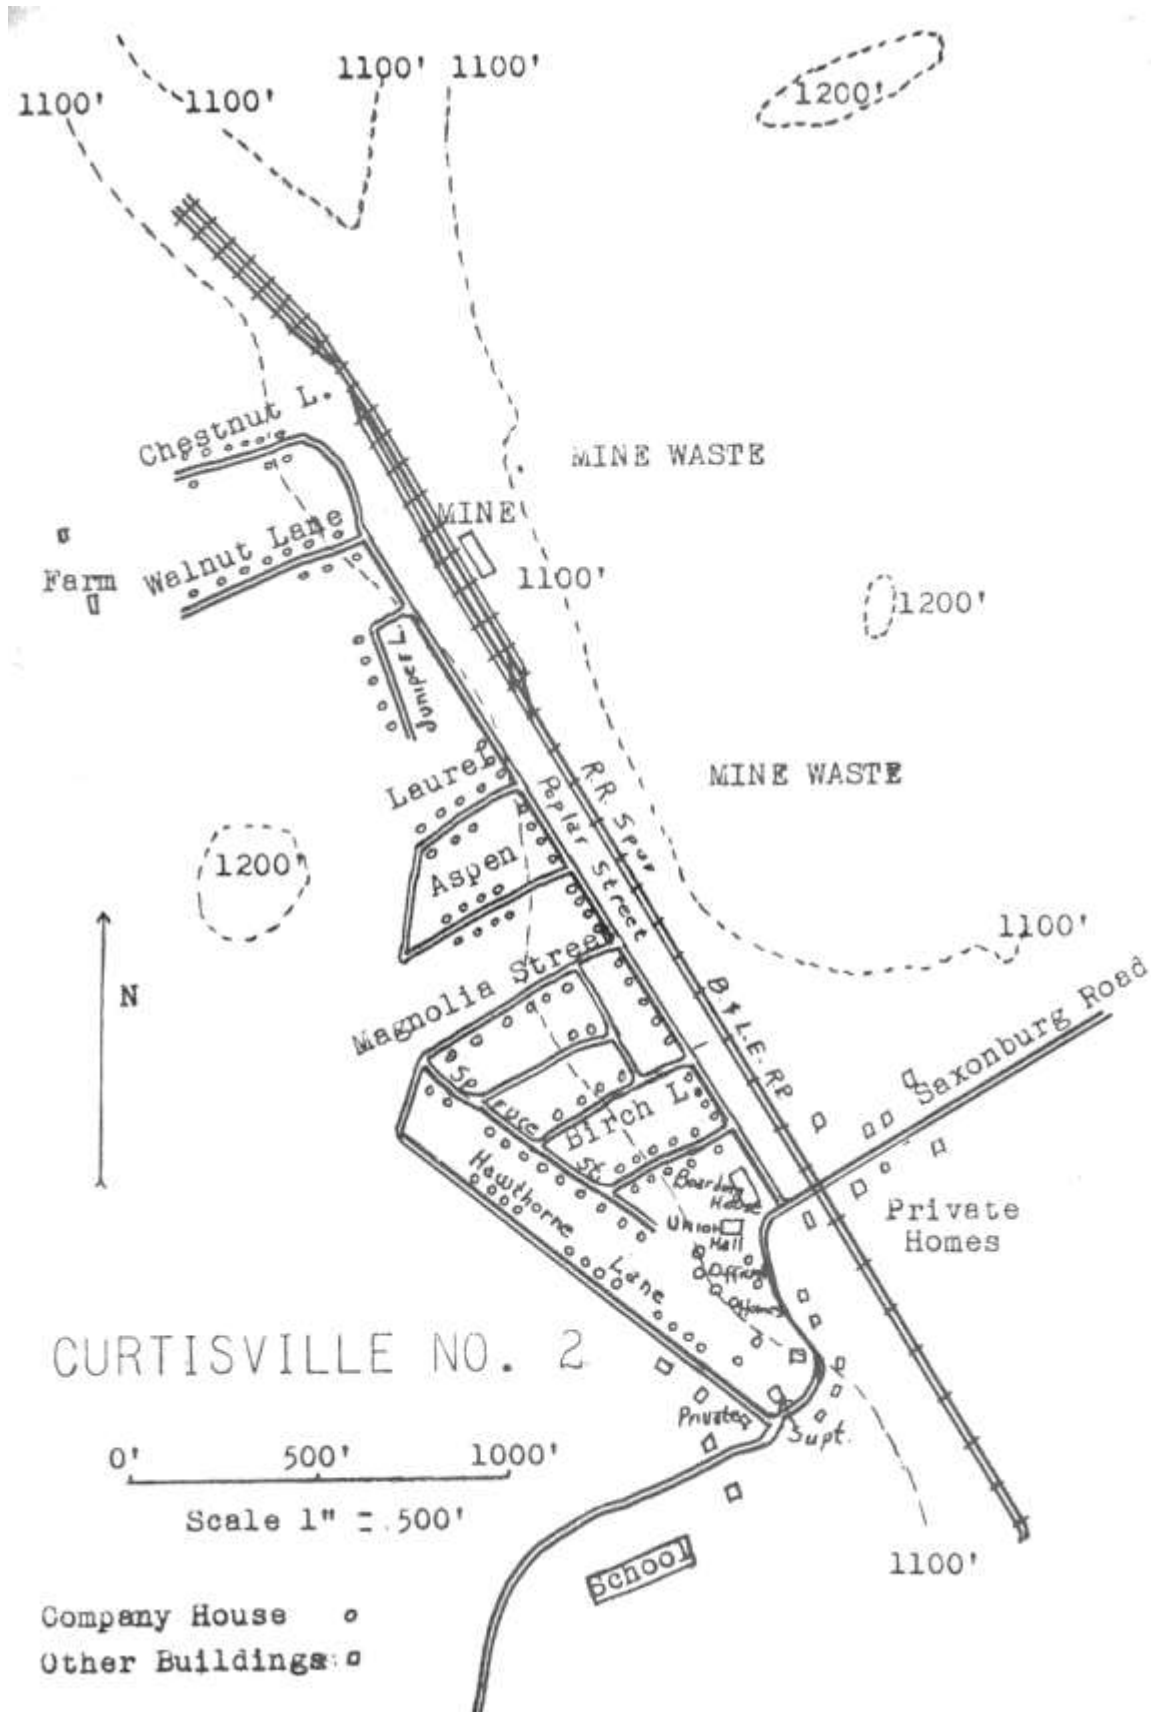 1100' 1100'
1200'
1100' 1100'
Chestnut L.
MINE WASTE
MINE
Walnut Lane
Farm
1100'
1200'
Juniper L.
Laurel
R.R. Spur
MINE WASTE
Poplar Street
1200'
Aspen
1100'
N
Magnolia Street
B. & L.E. RR
Saxonburg Road
Spruce St.
Birch L.
Hawthorne Lane
Boarding
House
Union
Hall
Private
Homes
Homes
CURTISVILLE NO. 2
Private
Supt.
0' 500' 1000'
Scale 1" = 500'
School
1100'
Company House
Other Buildings